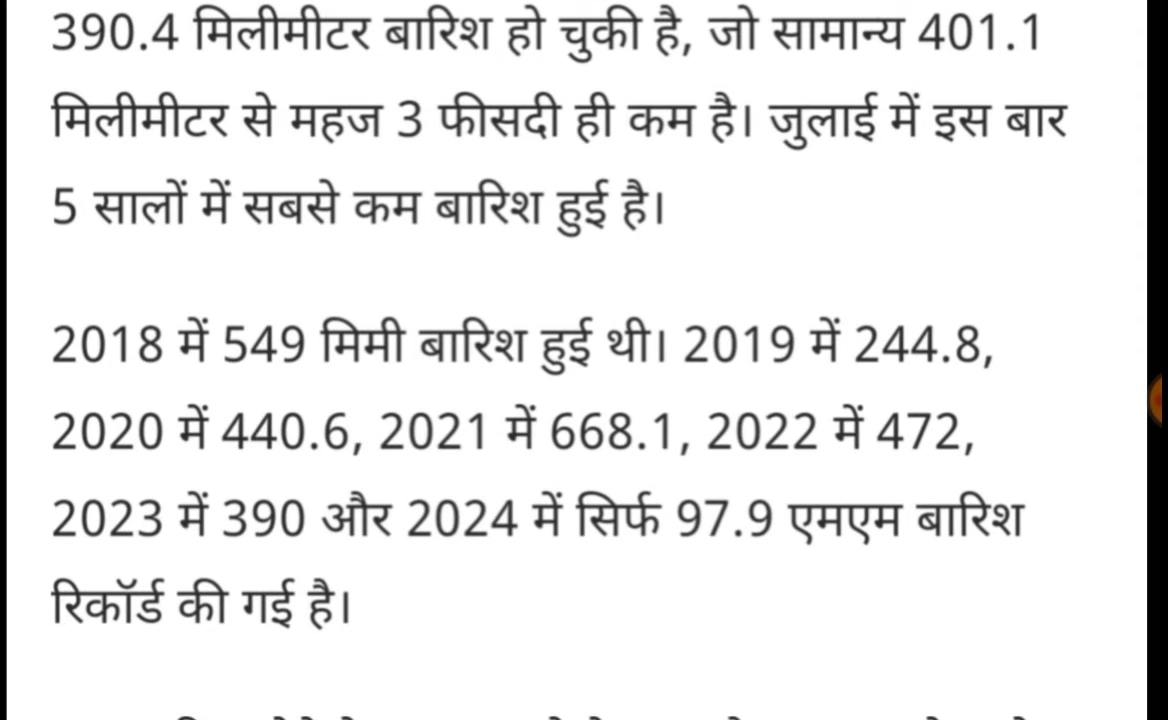 390.4 मिलीमीटर बारिश हो चुकी है, जो सामान्य 401.1
मिलीमीटर से महज 3 फीसदी ही कम है। जुलाई में इस बार
5 सालों में सबसे कम बारिश हुई है।
2018 में 549 मिमी बारिश हुई थी। 2019 में 244.8,
2020 में 440.6, 2021 में 668.1, 2022 में 472,
2023 में 390 और 2024 में सिर्फ 97.9 एमएम बारिश
रिकॉर्ड की गई है।